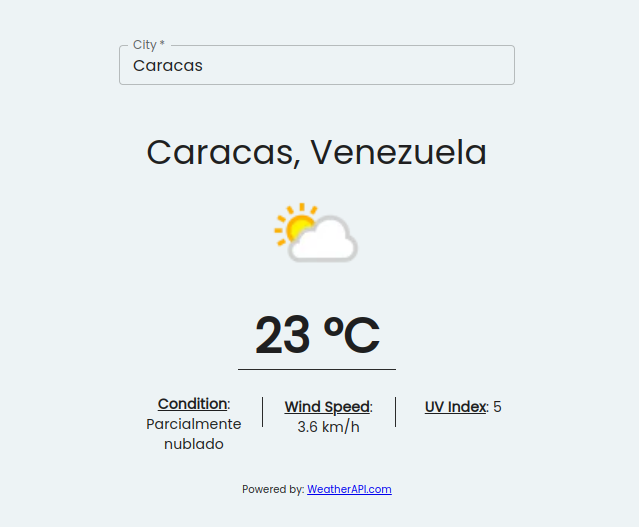 City *
Caracas
Caracas, Venezuela
23 °C
Condition:
Parcialmente
nublado
Wind Speed:
3.6 km/h
UV Index: 5
Powered by: WeatherAPI.com